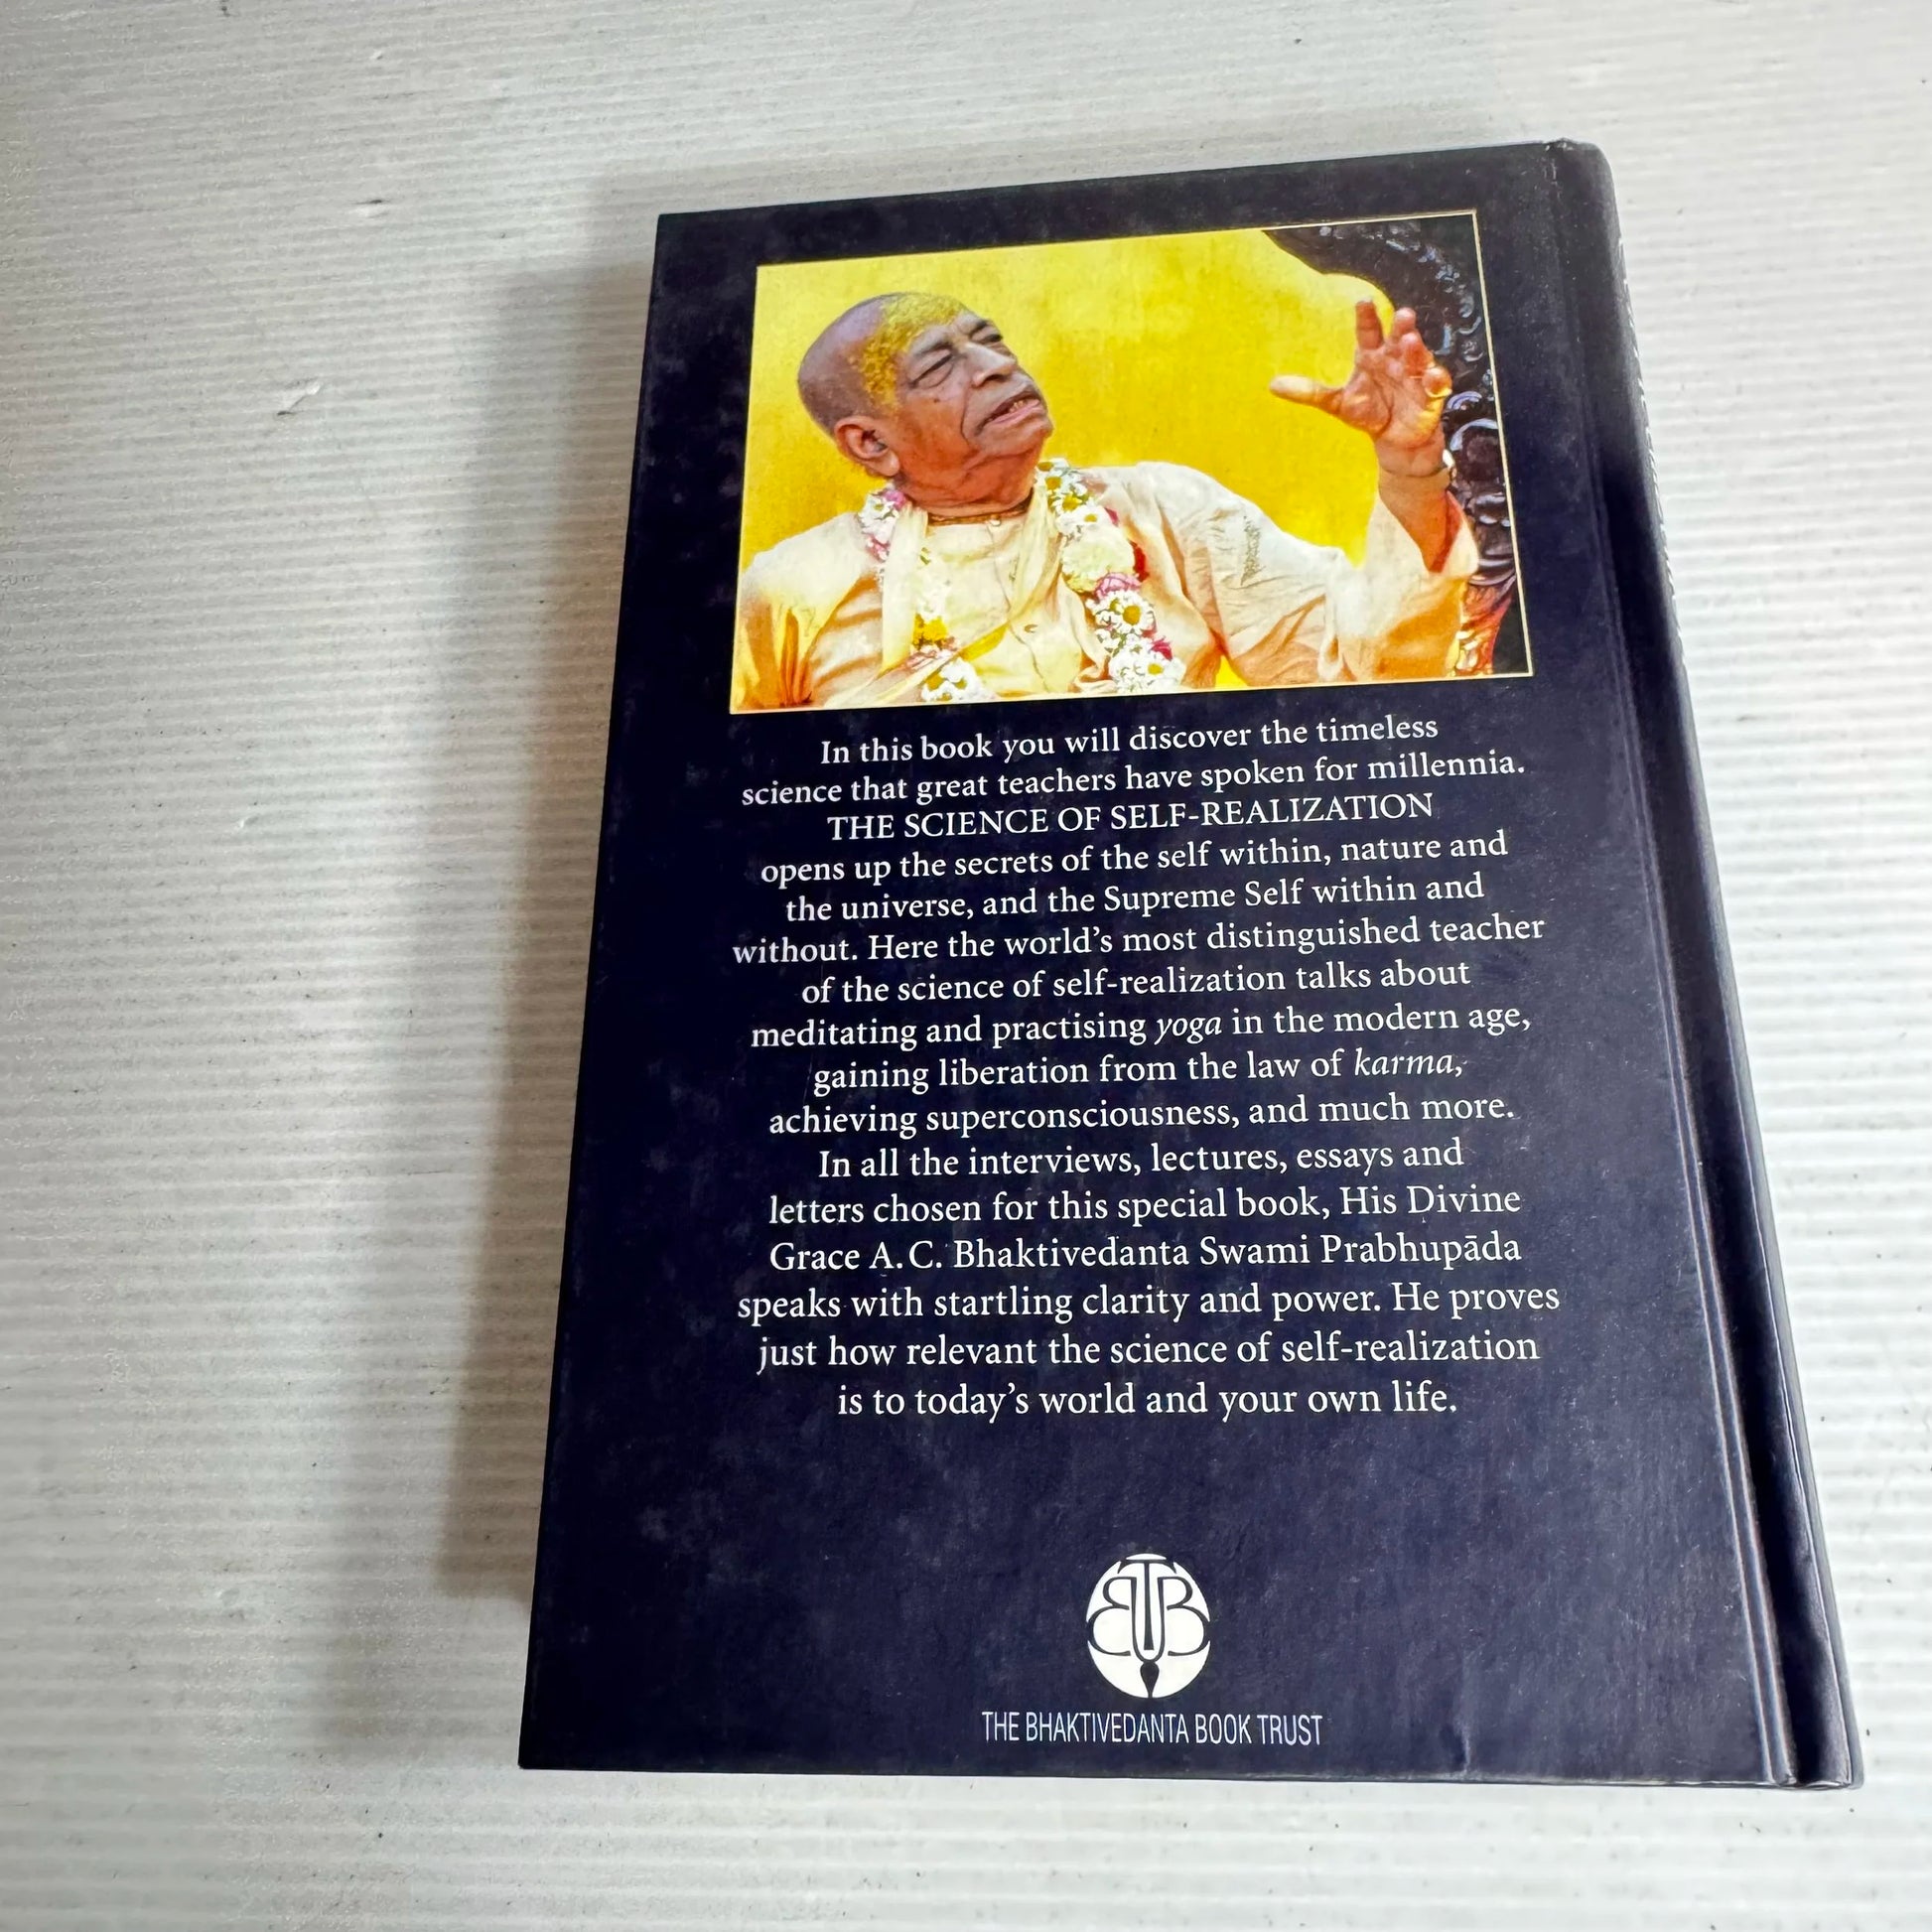 In this book you will discover the timeless
science that great teachers have spoken for millennia.
THE SCIENCE OF SELF-REALIZATION
opens up the secrets of the self within, nature and
the universe, and the Supreme Self within and
without. Here the world’s most distinguished teacher
of the science of self-realization talks about
meditating and practising yoga in the modern age,
gaining liberation from the law of karma,
achieving superconsciousness, and much more.
In all the interviews, lectures, essays and
letters chosen for this special book, His Divine
Grace A. C. Bhaktivedanta Swami Prabhupāda
speaks with startling clarity and power. He proves
just how relevant the science of self-realization
is to today’s world and your own life.
BTB
THE BHAKTIVEDANTA BOOK TRUST